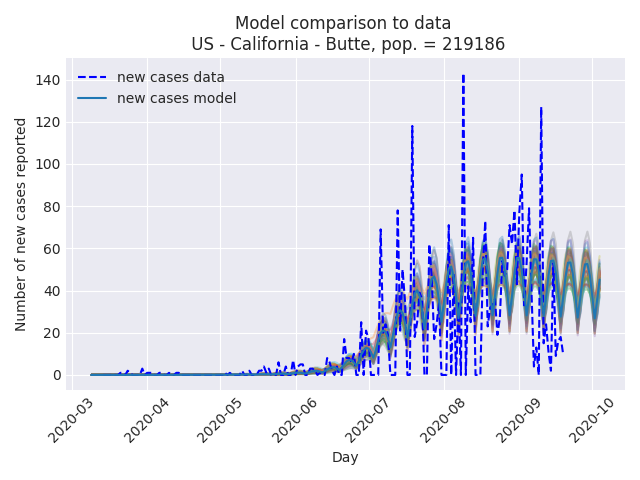 Model comparison to data
US - California - Butte, pop. = 219186
new cases data
new cases model
Number of new cases reported
140
120
100
80
60
40
20
0
2020-03
2020-04
2020-05
2020-06
2020-07
2020-08
2020-09
2020-10
Day